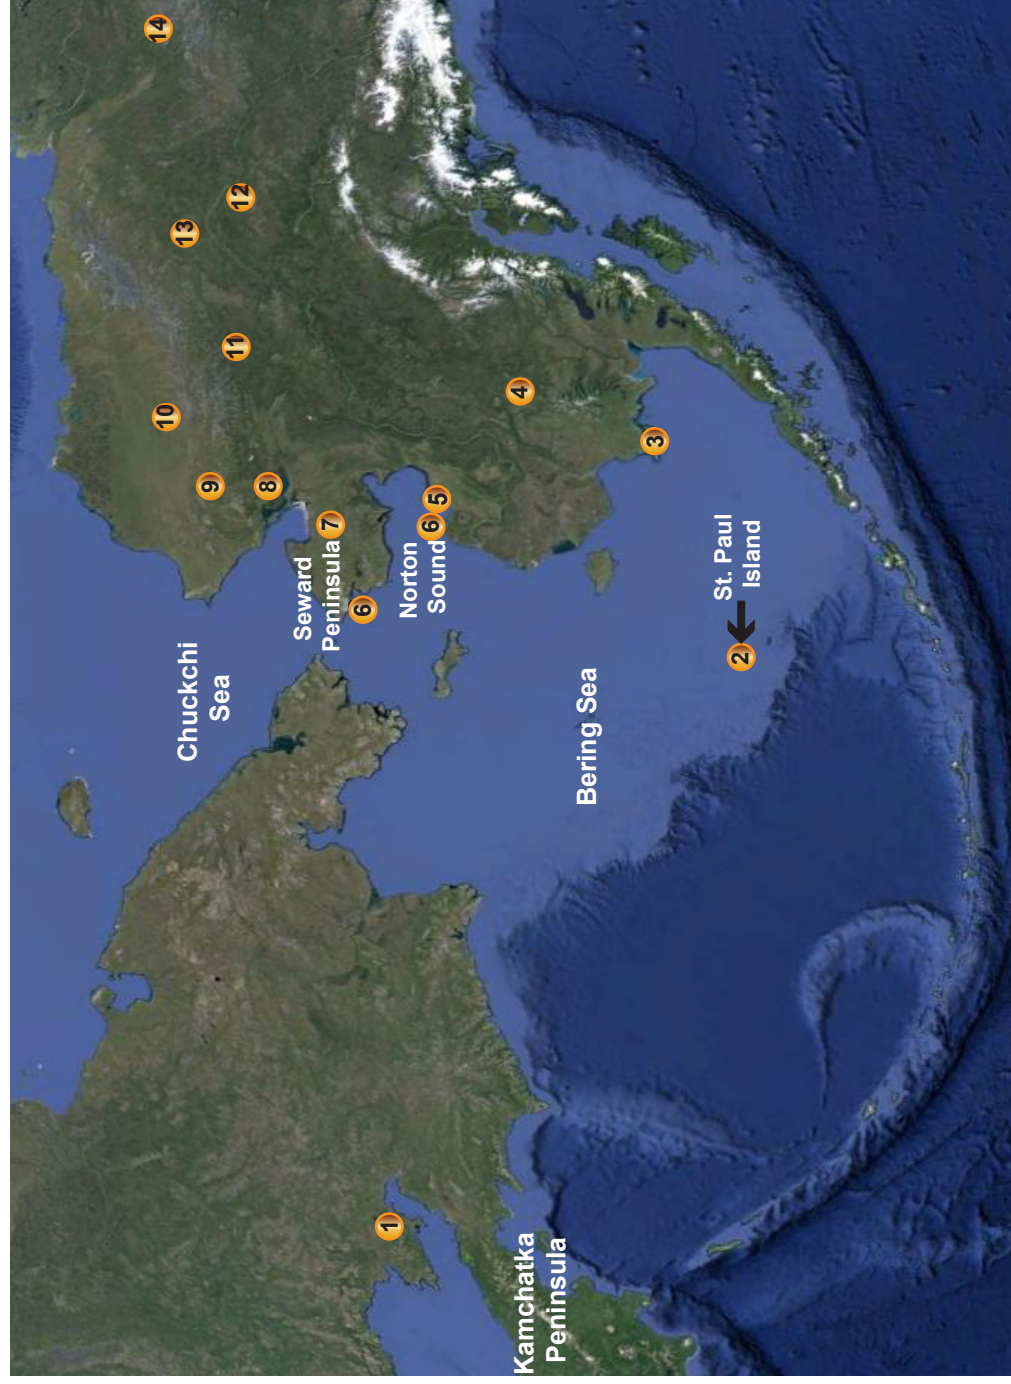 Chuckchi
Sea
Seward
Peninsula
Norton
Sound
Bering Sea
St. Paul
Island
Kamchatka
Peninsula
1
2
3
4
5
6
6
7
8
9
10
11
12
13
14